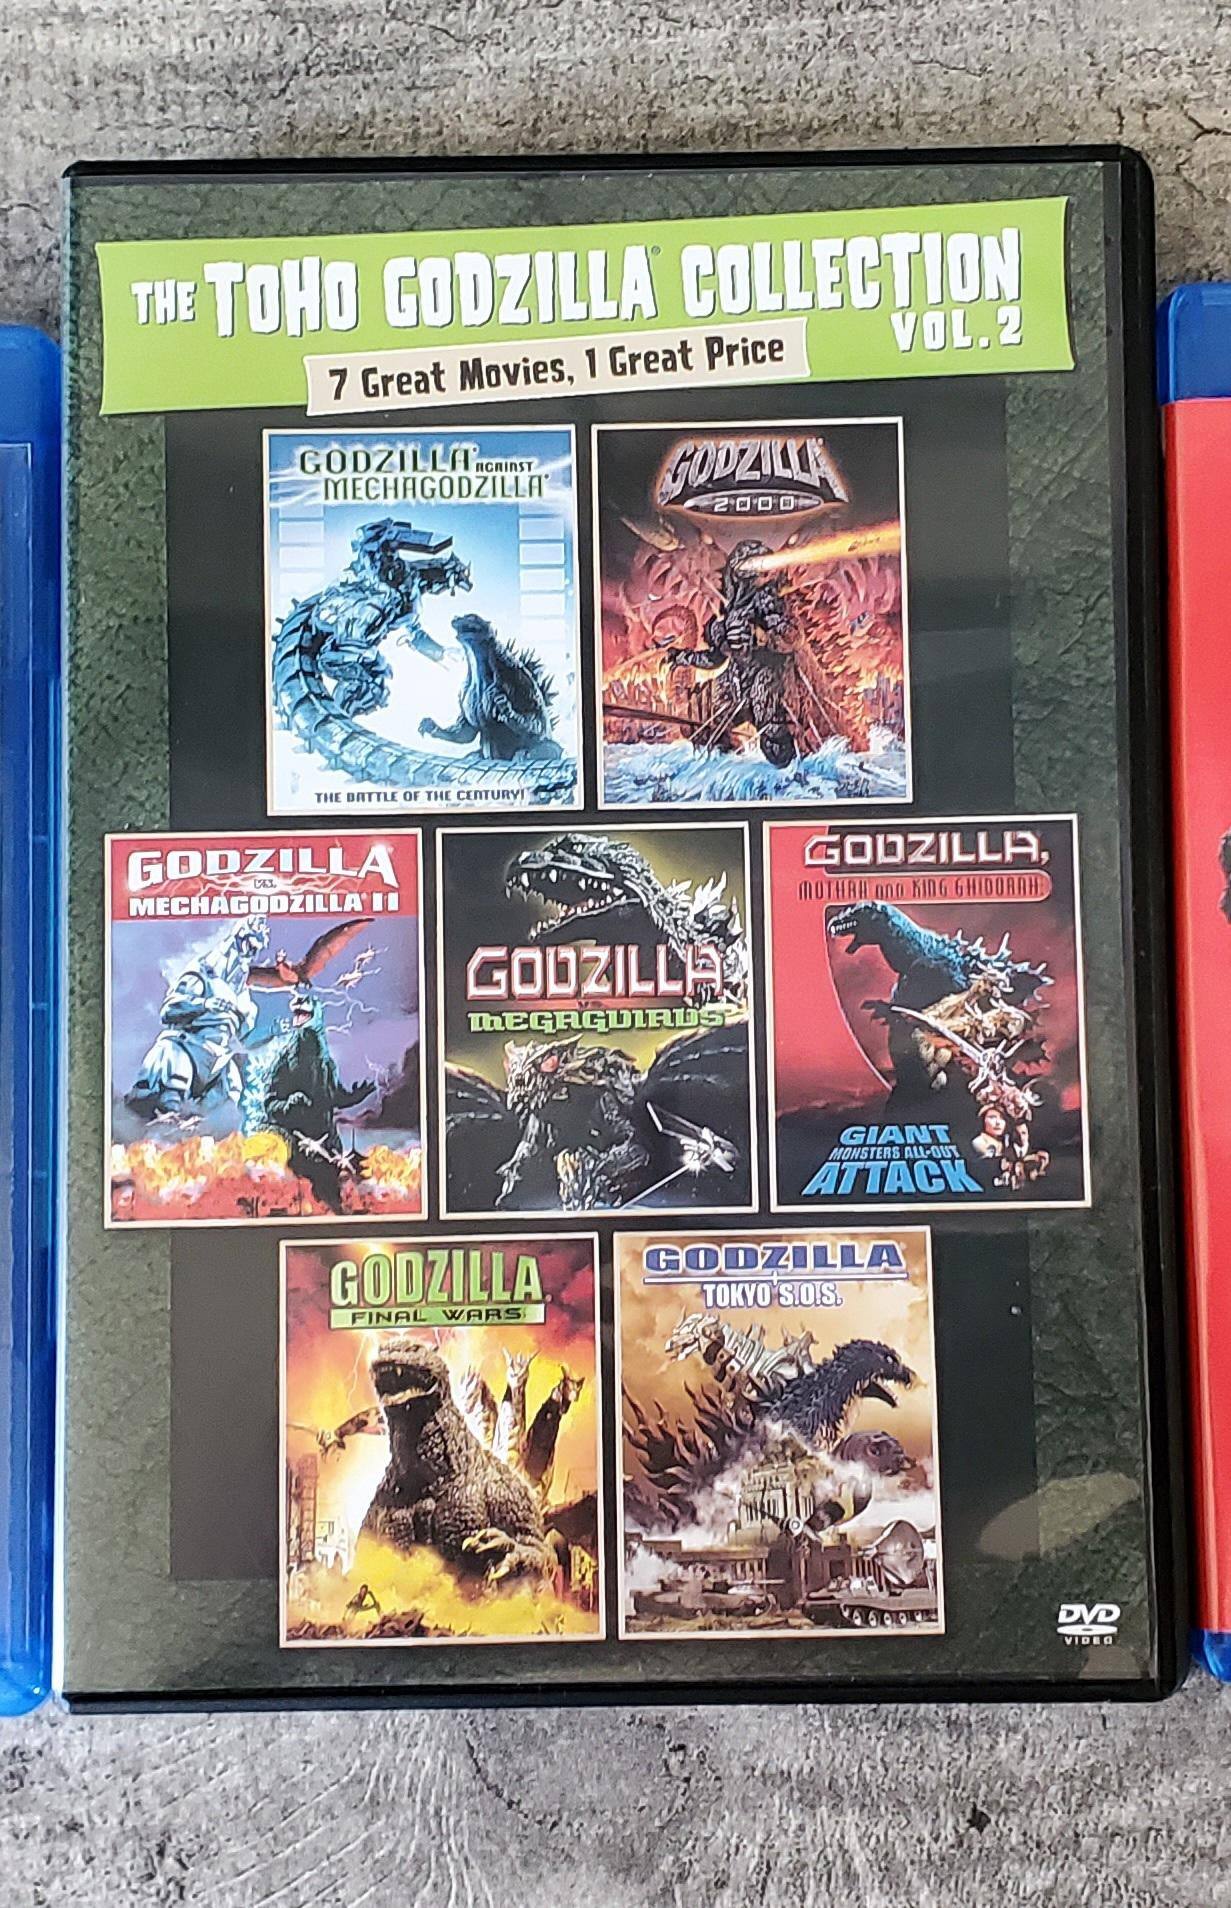 THE TOHO GODZILLA® COLLECTION
VOL. 2
7 Great Movies, 1 Great Price
GODZILLA® AGAINST
MECHAGODZILLA®
THE BATTLE OF THE CENTURY!
GODZILLA
2000
GODZILLA
VS.
MECHAGODZILLA® II
GODZILLA
VS.
MEGAGUIRUS
GODZILLA,
MOTHRA AND KING GHIDORAH:
GIANT
MONSTERS ALL-OUT
ATTACK
GODZILLA®
FINAL WARS
GODZILLA®
TOKYO S.O.S.
DVD
VIDEO